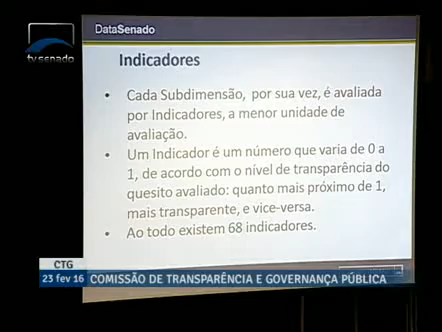 DataSenado
tv senado
Indicadores
• Cada Subdimensão, por sua vez, é avaliada
por Indicadores, a menor unidade de
avaliação.
• Um Indicador é um número que varia de 0 a
1, de acordo com o nível de transparência do
quesito avaliado: quanto mais próximo de 1,
mais transparente, e vice-versa.
• Ao todo existem 68 indicadores.
CTG
23 fev 16 COMISSÃO DE TRANSPARÊNCIA E GOVERNANÇA PÚBLICA